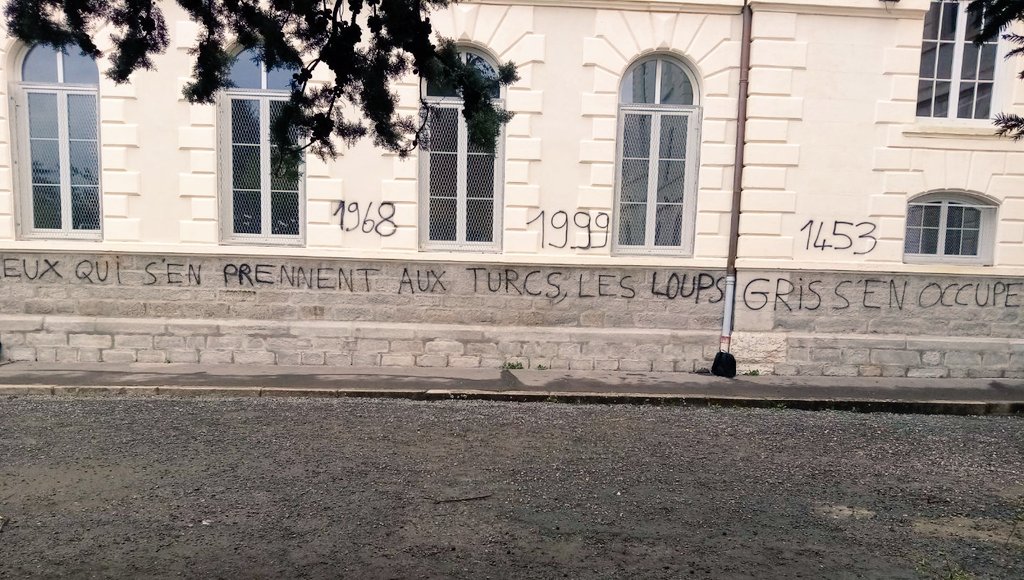 1968 1999 1453
EUX QUI S'EN PRENNENT AUX TURCS, LES LOUPS GRIS S'EN OCCUPE